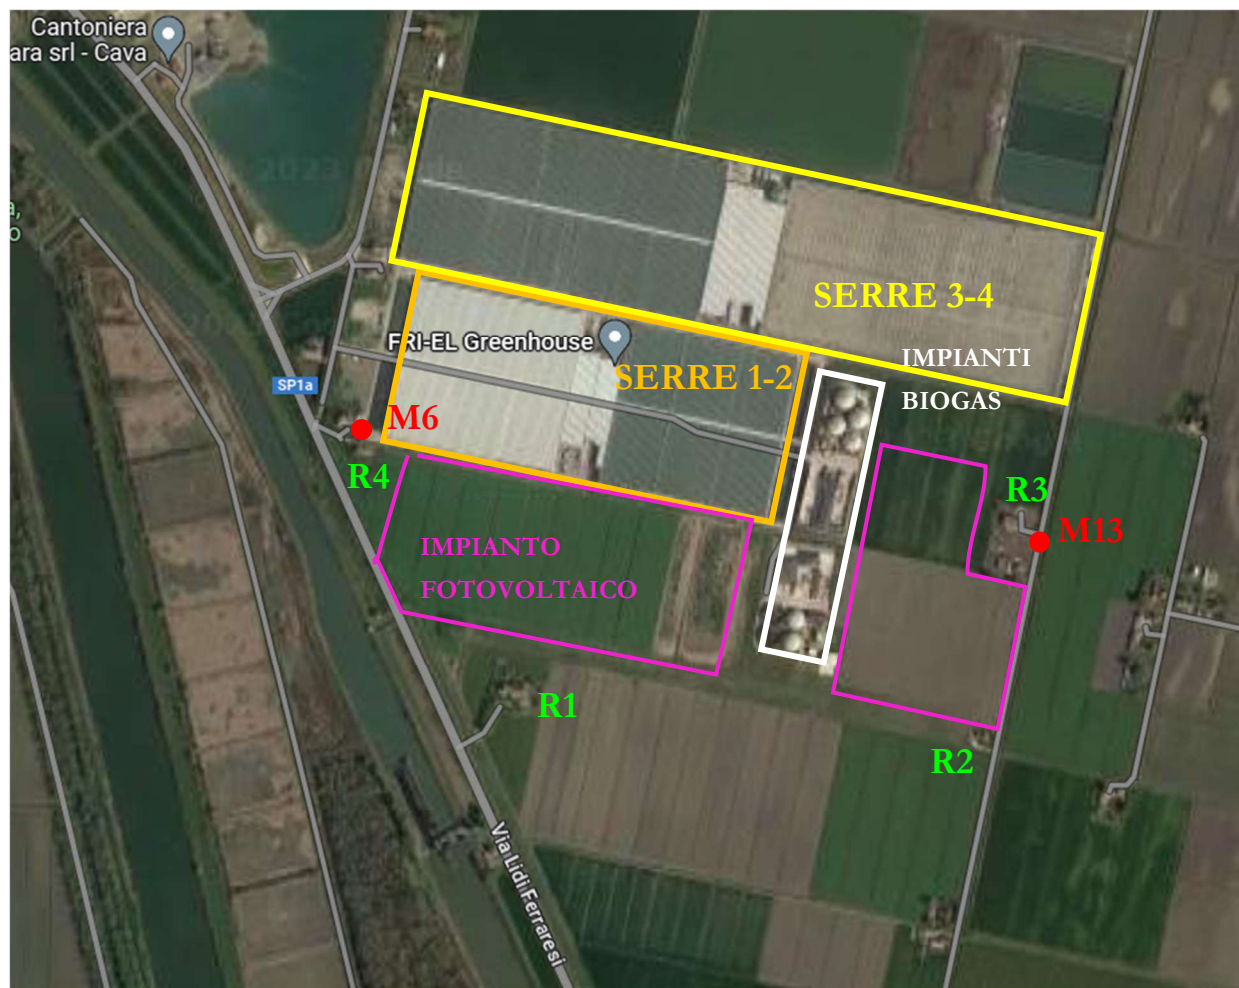 Cantoniera
ara srl - Cava
2023
a,
o
SERRE 3-4
FRI-EL Greenhouse
IMPIANTI
SERRE 1-2
BIOGAS
SP1a
M6
R4
R3
M13
IMPIANTO
FOTOVOLTAICO
R1
R2
Via Lidi Ferraresi